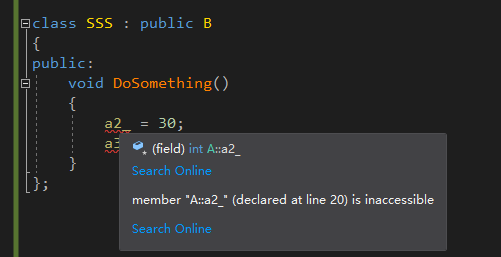 class SSS : public B
{
public:
void DoSomething()
{
a2_ = 30;
a3
(field) int A::a2_
Search Online
}
member "A::a2_" (declared at line 20) is inaccessible
};
Search Online